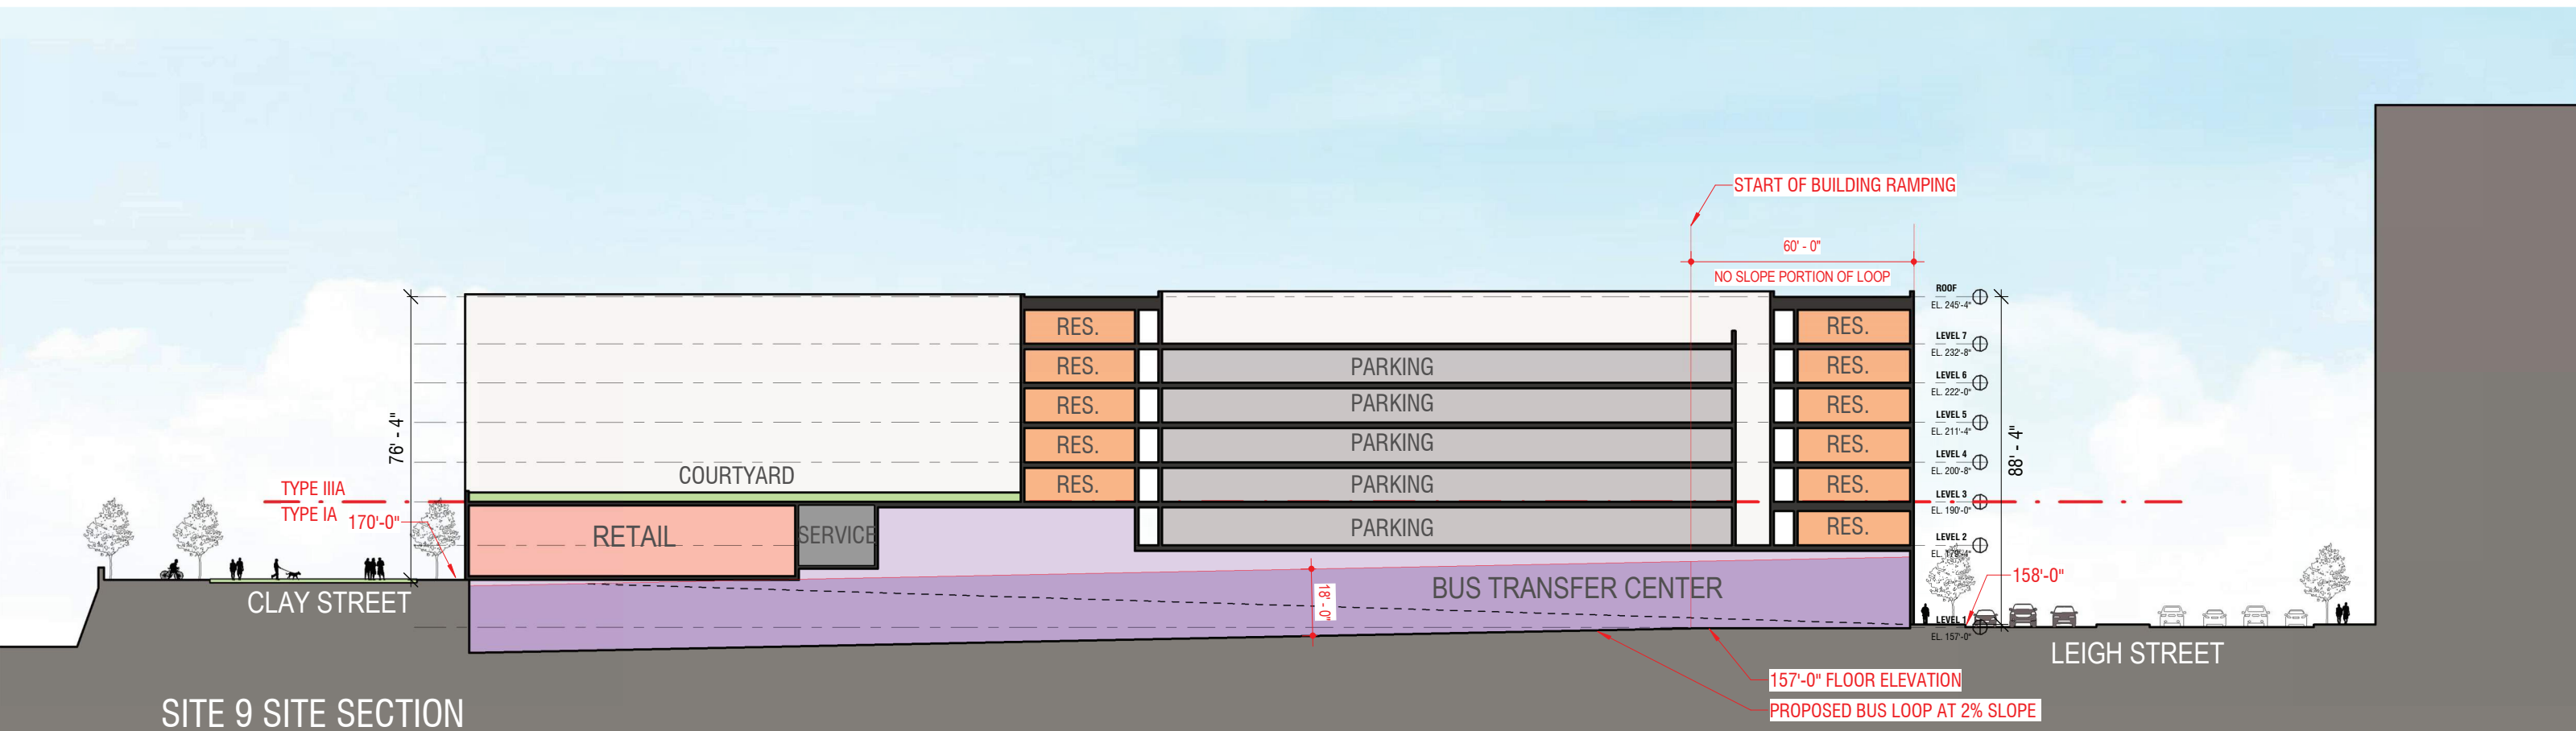 START OF BUILDING RAMPING
60' - 0"
NO SLOPE PORTION OF LOOP
ROOF
EL. 245'-4"
RES.
RES.
LEVEL 7
EL. 232'-8"
RES.
PARKING
RES.
LEVEL 6
EL. 222'-0"
RES.
PARKING
RES.
LEVEL 5
EL. 211'-4"
76' - 4"
RES.
PARKING
RES.
88' - 4"
LEVEL 4
EL. 200'-8"
COURTYARD
TYPE IIIA
RES.
PARKING
RES.
LEVEL 3
EL. 190'-0"
TYPE IA
170'-0"
RETAIL
SERVICE
PARKING
RES.
LEVEL 2
EL. 179'-4"
158'-0"
CLAY STREET
18' - 0"
BUS TRANSFER CENTER
LEVEL 1
EL. 157'-0"
LEIGH STREET
157'-0" FLOOR ELEVATION
PROPOSED BUS LOOP AT 2% SLOPE
SITE 9 SITE SECTION